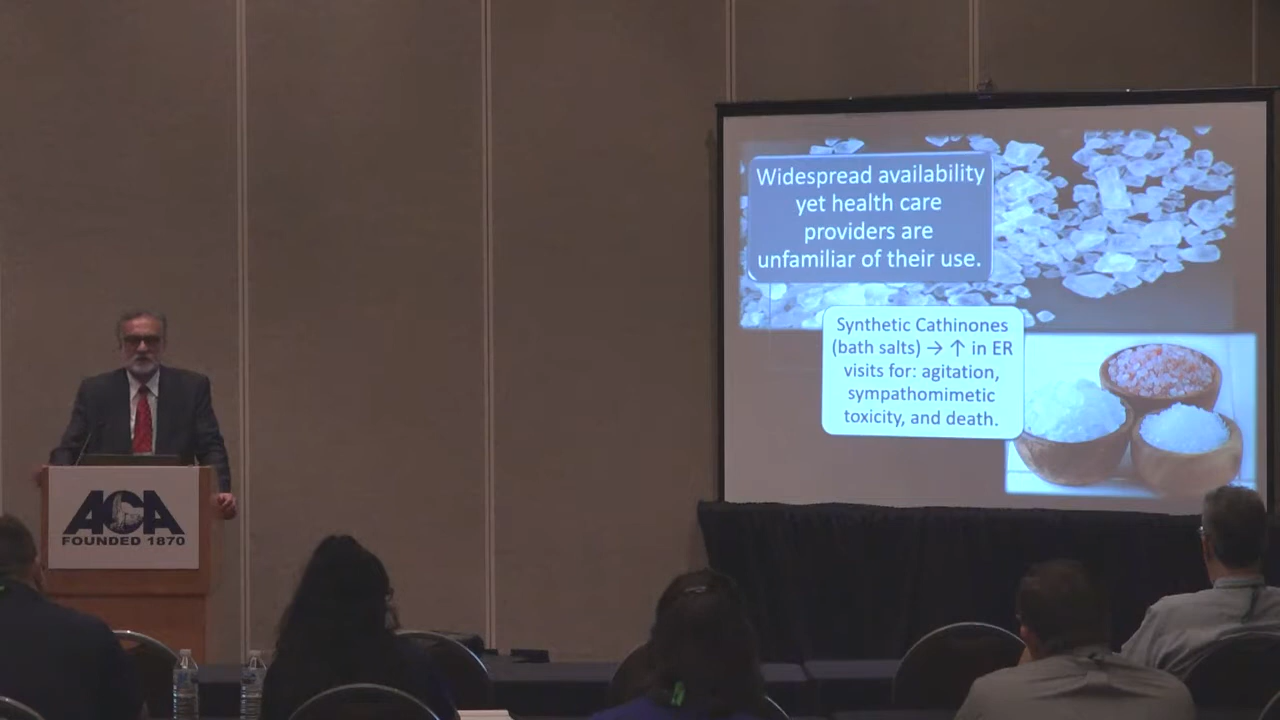 Widespread availability
yet health care
providers are
unfamiliar of their use.
Synthetic Cathinones
(bath salts) → ↑ in ER
visits for: agitation,
sympathomimetic
toxicity, and death.
ACA
FOUNDED 1870